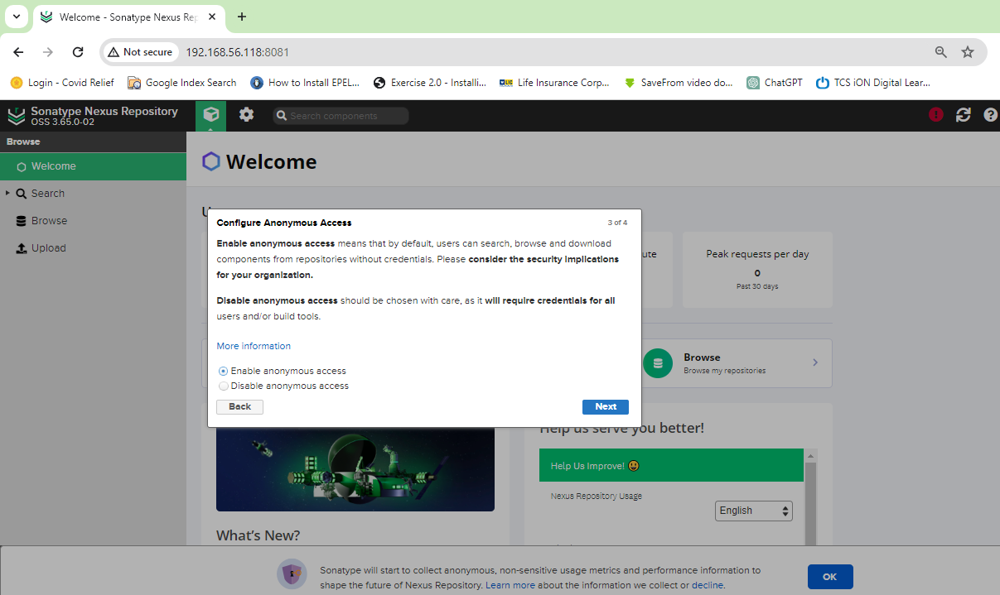 Welcome - Sonatype Nexus Rep
Not secure
192.168.56.118:8081
Login - Covid Relief
Google Index Search
How to Install EPEL...
Exercise 2.0 - Installi...
Life Insurance Corp...
SaveFrom video do...
ChatGPT
TCS iON Digital Lear...
Sonatype Nexus Repository
OSS 3.65.0-02
Search components
Browse
Welcome
Search
Browse
Upload
Welcome
U
Configure Anonymous Access
3 of 4
Enable anonymous access means that by default, users can search, browse and download
components from repositories without credentials. Please consider the security implications
for your organization.
Disable anonymous access should be chosen with care, as it will require credentials for all
users and/or build tools.
More information
Enable anonymous access
Disable anonymous access
Back
Next
ute
Peak requests per day
0
Past 30 days
Browse
Browse my repositories
Help us serve you better!
Help Us Improve!
Nexus Repository Usage
English
What's New?
Sonatype will start to collect anonymous, non-sensitive usage metrics and performance information to
shape the future of Nexus Repository. Learn more about the information we collect or decline.
OK